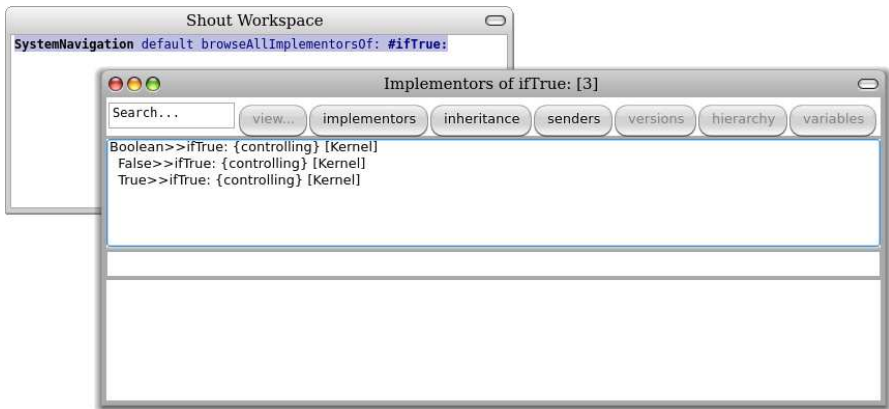 Shout Workspace
SystemNavigation default browseAllImplementorsOf: #ifTrue:
Implementors of ifTrue: [3]
Search... view... implementors inheritance senders versions hierarchy variables
Boolean>>ifTrue: {controlling} [Kernel]
False>>ifTrue: {controlling} [Kernel]
True>>ifTrue: {controlling} [Kernel]